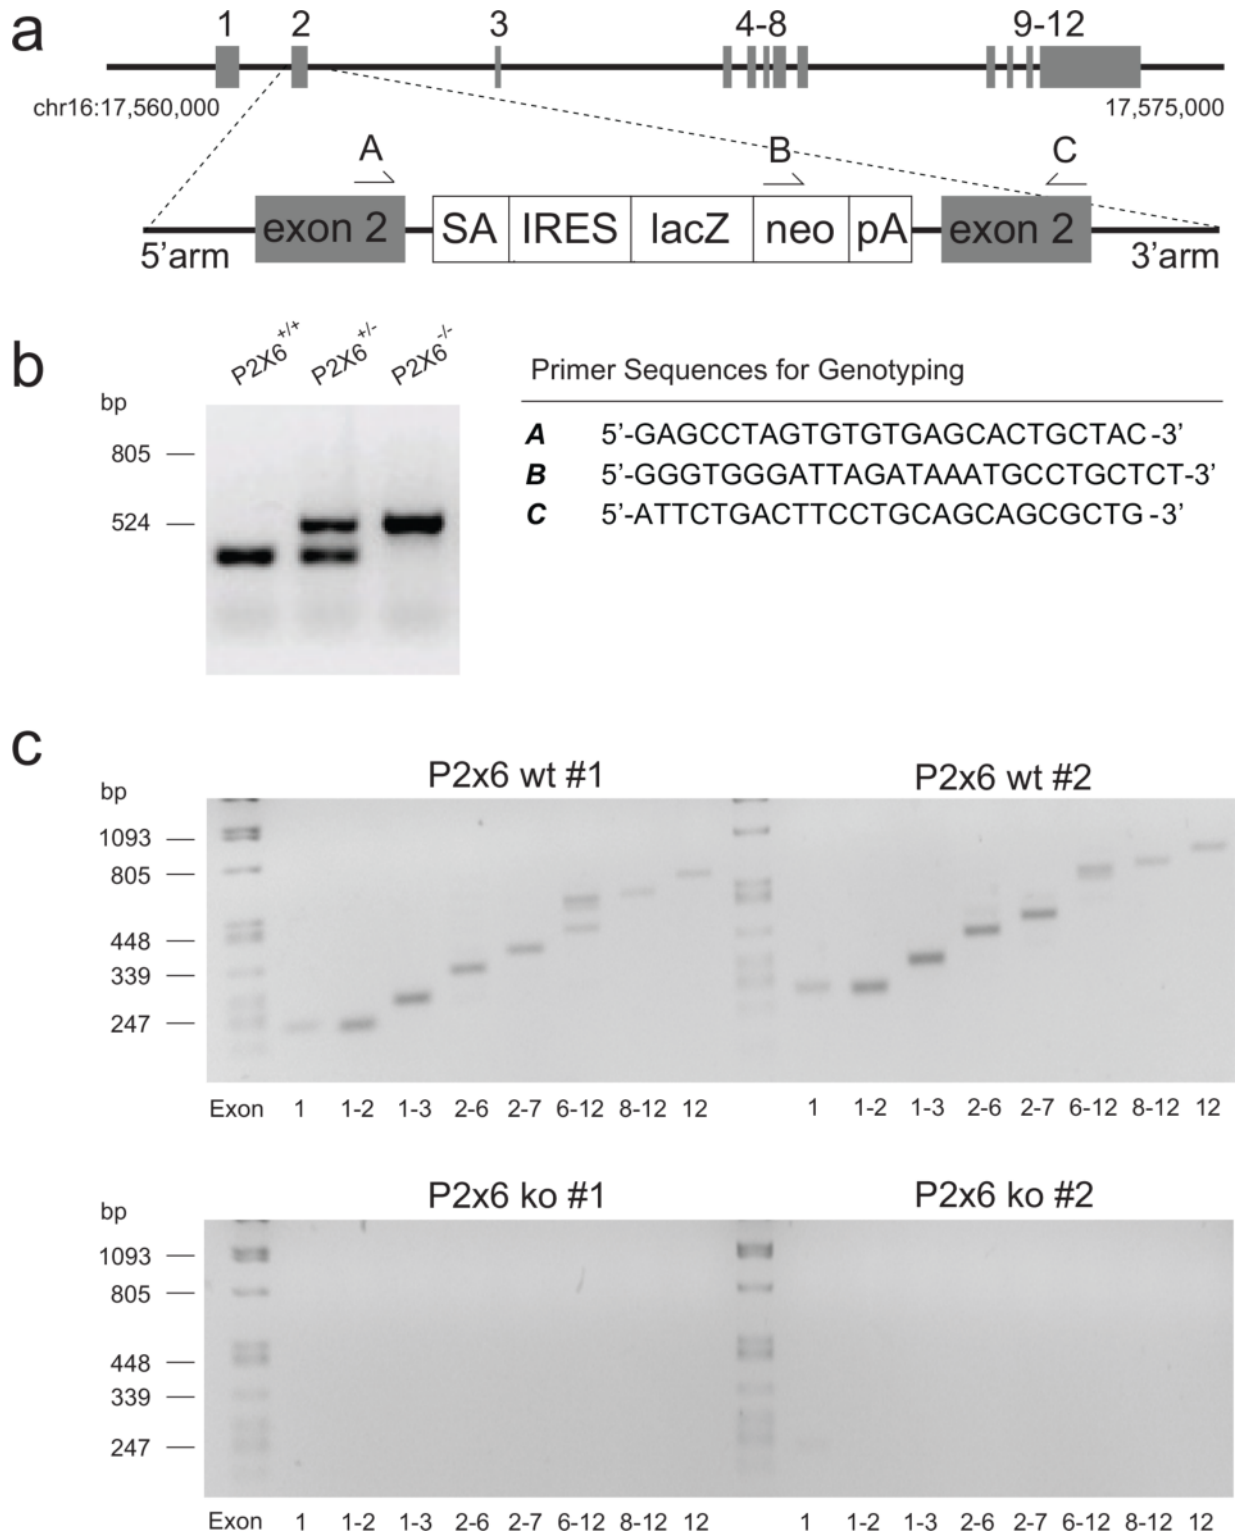 a
1 2 3 4-8 9-12
chr16:17,560,000 17,575,000
A B C
exon 2 SA IRES lacZ neo pA exon 2
5’arm 3’arm
b
P2X6+/+ P2X6+/- P2X6-/-
bp
805
524
Primer Sequences for Genotyping
A 5’-GAGCCTAGTGTGTGAGCACTGCTAC-3’
B 5’-GGGTGGGATTAGATAAATGCCTGCTCT-3’
C 5’-ATTCTGACTTCCTGCAGCAGCGCTG-3’
c
P2x6 wt #1 P2x6 wt #2
bp
1093
805
448
339
247
Exon 1 1-2 1-3 2-6 2-7 6-12 8-12 12 1 1-2 1-3 2-6 2-7 6-12 8-12 12
P2x6 ko #1 P2x6 ko #2
bp
1093
805
448
339
247
Exon 1 1-2 1-3 2-6 2-7 6-12 8-12 12 1 1-2 1-3 2-6 2-7 6-12 8-12 12